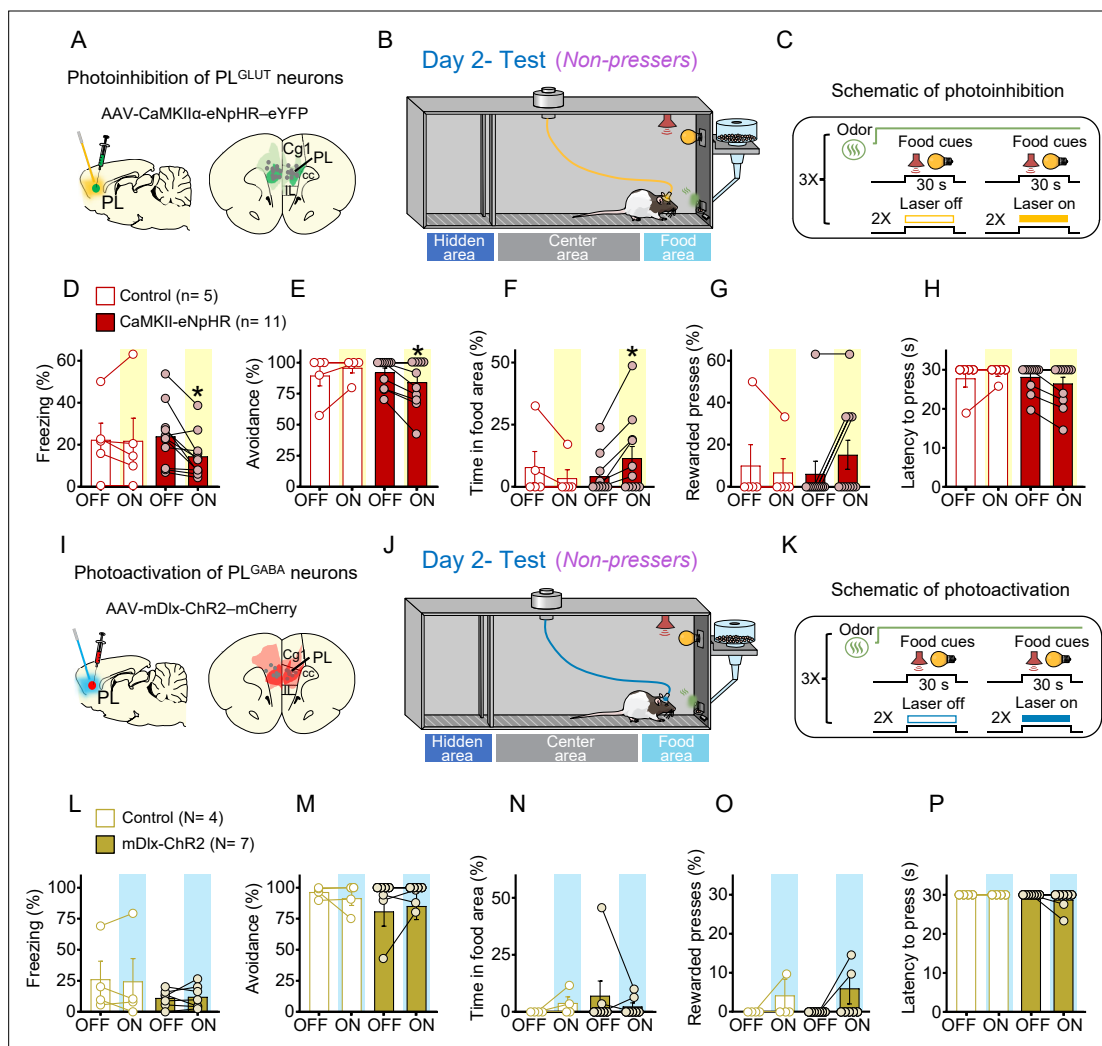 A
Photoinhibition of PLGLUT neurons
AAV-CaMKIIα-eNpHR–eYFP
PL
Cg1
PL
cc
IL
B
Day 2- Test (Non-pressers)
Hidden area
Center area
Food area
C
Schematic of photoinhibition
Odor
Food cues
Food cues
3X
30 s
30 s
Laser off
Laser on
2X
2X
D
Control (n= 5)
CaMKII-eNpHR (n= 11)
Freezing (%)
60
40
20
0
*
OFF ON OFF ON
E
Avoidance (%)
100
75
50
25
0
*
OFF ON OFF ON
F
Time in food area (%)
50
25
0
*
OFF ON OFF ON
G
Rewarded presses (%)
60
40
20
0
OFF ON OFF ON
H
Latency to press (s)
30
20
10
0
OFF ON OFF ON
I
Photoactivation of PLGABA neurons
AAV-mDlx-ChR2–mCherry
PL
Cg1
PL
cc
IL
J
Day 2- Test (Non-pressers)
Hidden area
Center area
Food area
K
Schematic of photoactivation
Odor
Food cues
Food cues
3X
30 s
30 s
Laser off
Laser on
2X
2X
L
Control (N= 4)
mDlx-ChR2 (N= 7)
Freezing (%)
100
75
50
25
0
OFF ON OFF ON
M
Avoidance (%)
100
75
50
25
0
OFF ON OFF ON
N
Time in food area (%)
50
25
0
OFF ON OFF ON
O
Rewarded presses (%)
30
20
10
0
OFF ON OFF ON
P
Latency to press (s)
30
20
10
0
OFF ON OFF ON